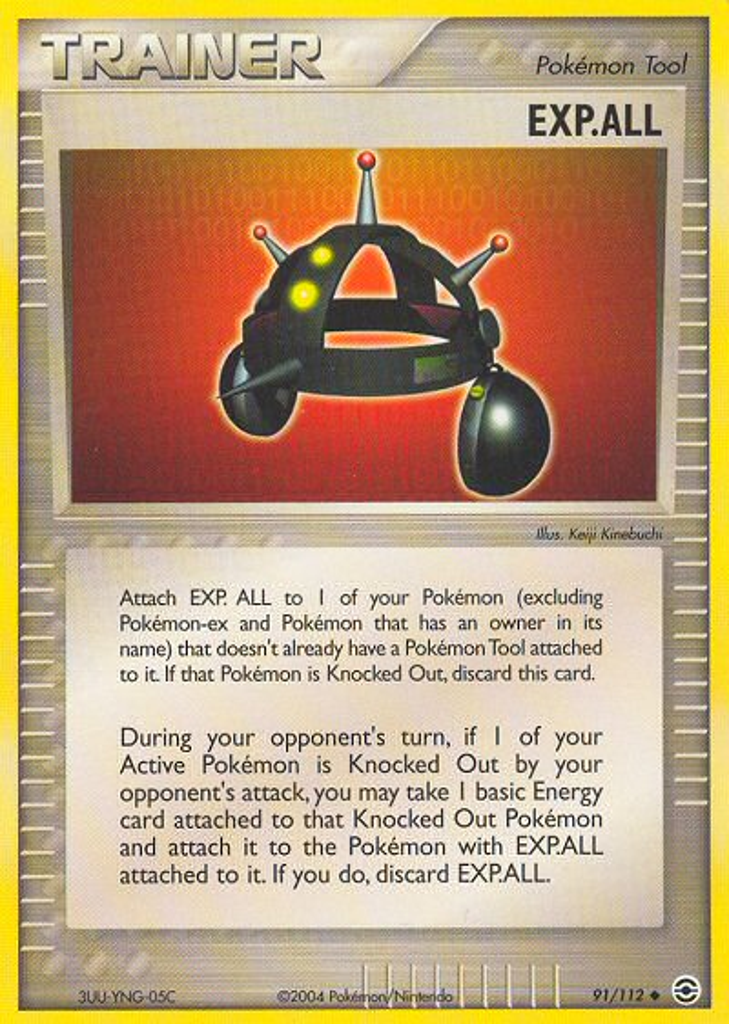 TRAINER
Pokémon Tool
EXP.ALL
Illus. Keiji Kinebuchi
Attach EXP. ALL to 1 of your Pokémon (excluding
Pokémon-ex and Pokémon that has an owner in its
name) that doesn't already have a Pokémon Tool attached
to it. If that Pokémon is Knocked Out, discard this card.
During your opponent's turn, if 1 of your
Active Pokémon is Knocked Out by your
opponent's attack, you may take 1 basic Energy
card attached to that Knocked Out Pokémon
and attach it to the Pokémon with EXP.ALL
attached to it. If you do, discard EXP.ALL.
3UU-YNG-05C
©2004 Pokémon/Nintendo
91/112